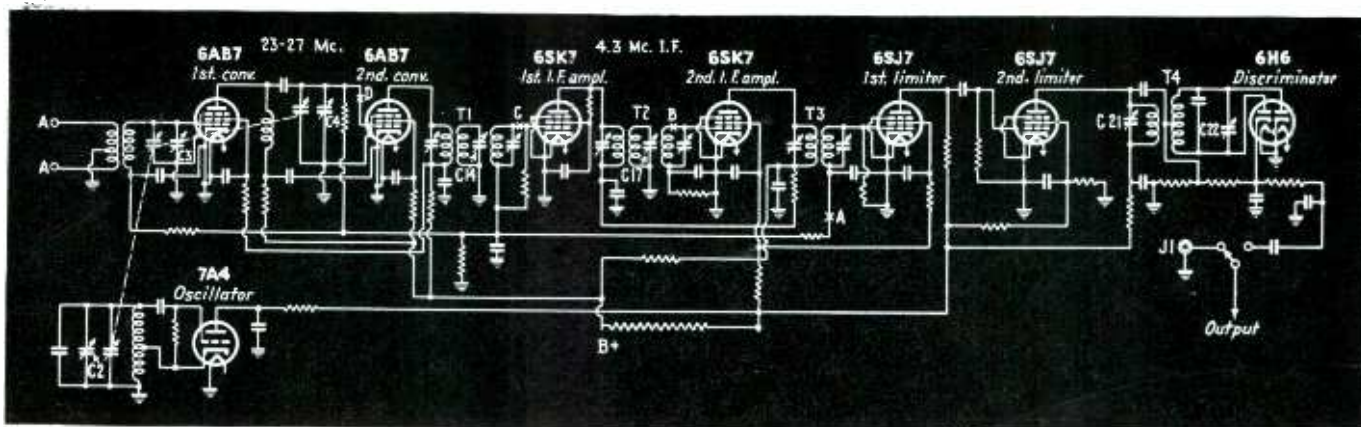 6AB7
1st. conv.
23-27 Mc.
6AB7
2nd. conv.
6SK7
1st. I.F. ampl.
4.3 Mc. I.F.
6SK7
2nd. I.F. ampl.
6SJ7
1st. limiter
6SJ7
2nd. limiter
6H6
Discriminator
A
A
C3
C4
D
T1
C14
C
T2
C17
B
T3
A
T4
C21
C22
7A4
Oscillator
C2
B+
J1
Output